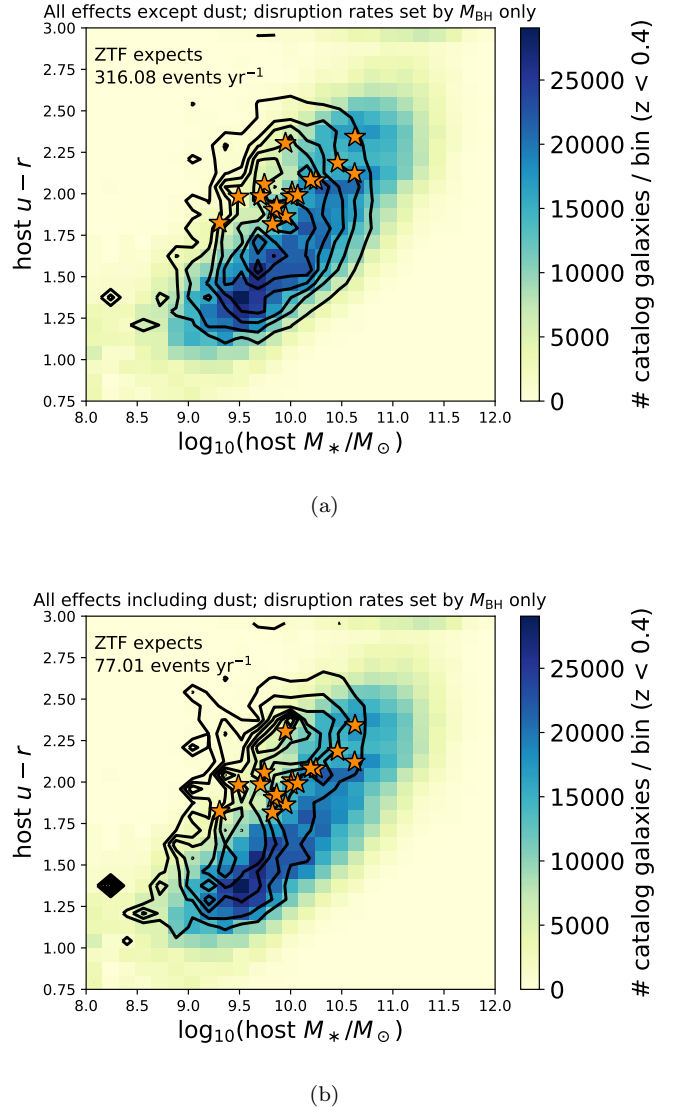 All effects except dust; disruption rates set by M_BH only
ZTF expects
316.08 events yr⁻¹
3.00
2.75
2.50
2.25
2.00
1.75
1.50
1.25
1.00
0.75
host u − r
8.0 8.5 9.0 9.5 10.0 10.5 11.0 11.5 12.0
log₁₀(host M_*/M_⊙)
25000
20000
15000
10000
5000
0
# catalog galaxies / bin (z < 0.4)
(a)
All effects including dust; disruption rates set by M_BH only
ZTF expects
77.01 events yr⁻¹
3.00
2.75
2.50
2.25
2.00
1.75
1.50
1.25
1.00
0.75
host u − r
8.0 8.5 9.0 9.5 10.0 10.5 11.0 11.5 12.0
log₁₀(host M_*/M_⊙)
25000
20000
15000
10000
5000
0
# catalog galaxies / bin (z < 0.4)
(b)